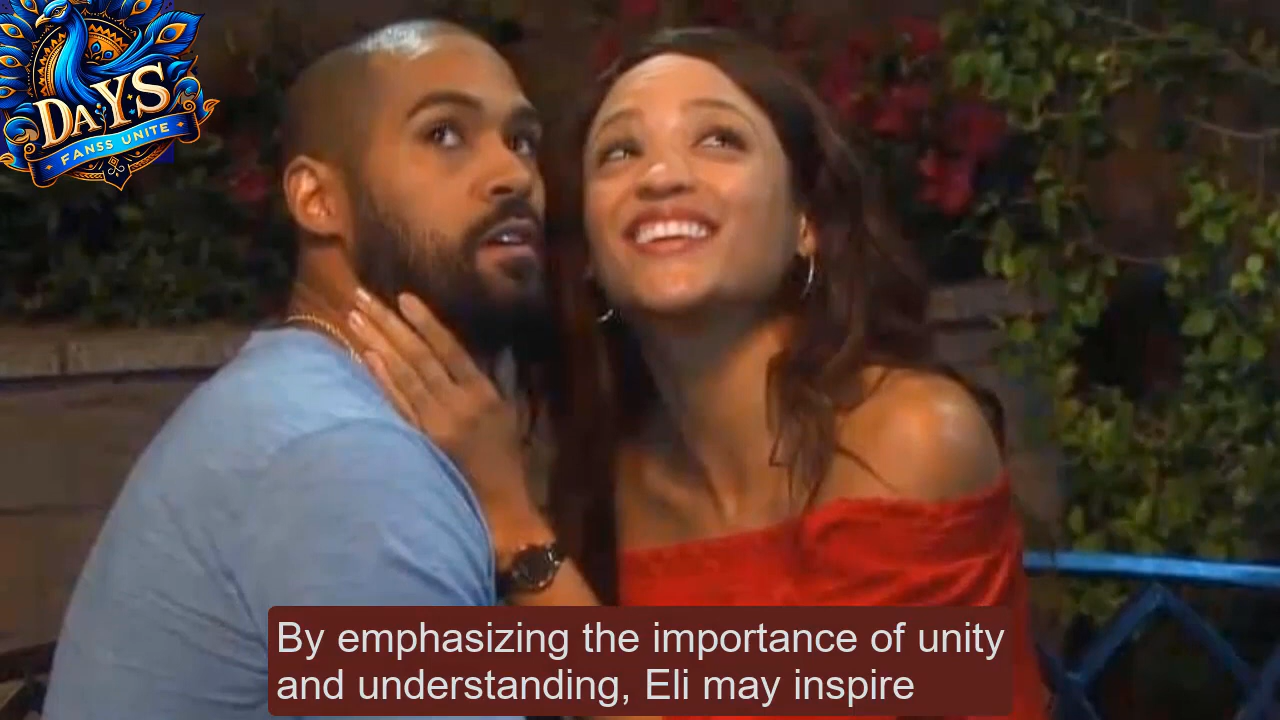 DAYS
FANSS UNITE
By emphasizing the importance of unity
and understanding, Eli may inspire